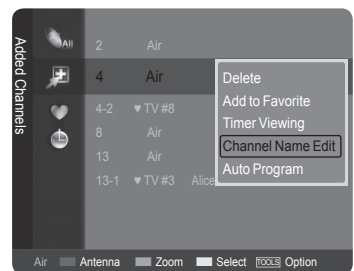 Added Channels
All
2 Air
4 Air
4-2 ♥ TV #8
8 Air
13 Air
13-1 ♥ TV #3 Alice
Delete
Add to Favorite
Timer Viewing
Channel Name Edit
Auto Program
Air Antenna Zoom Select TOOLS Option